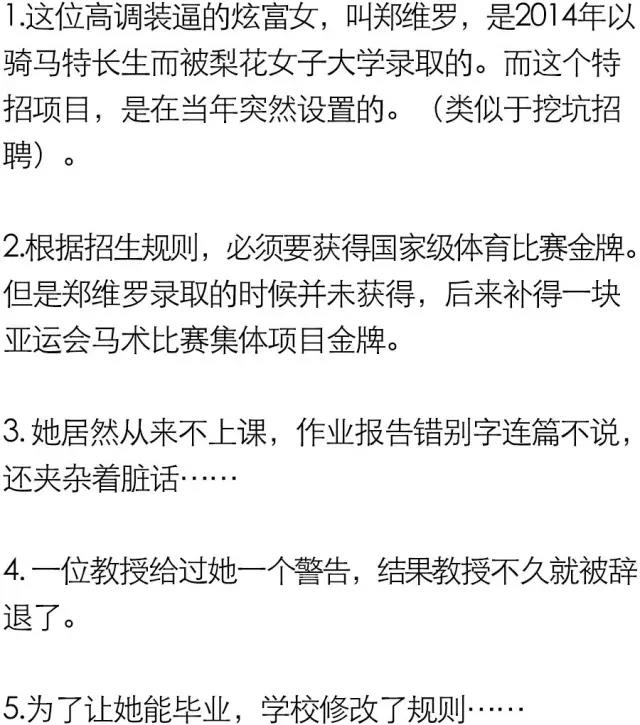 1.这位高调装逼的炫富女，叫郑维罗，是2014年以
骑马特长生而被梨花女子大学录取的。而这个特
招项目，是在当年突然设置的。（类似于挖坑招
聘）。
2.根据招生规则，必须要获得国家级体育比赛金牌。
但是郑维罗录取的时候并未获得，后来补得一块
亚运会马术比赛集体项目金牌。
3. 她居然从来不上课，作业报告错别字连篇不说，
还夹杂着脏话……
4. 一位教授给过她一个警告，结果教授不久就被辞
退了。
5.为了让她能毕业，学校修改了规则……